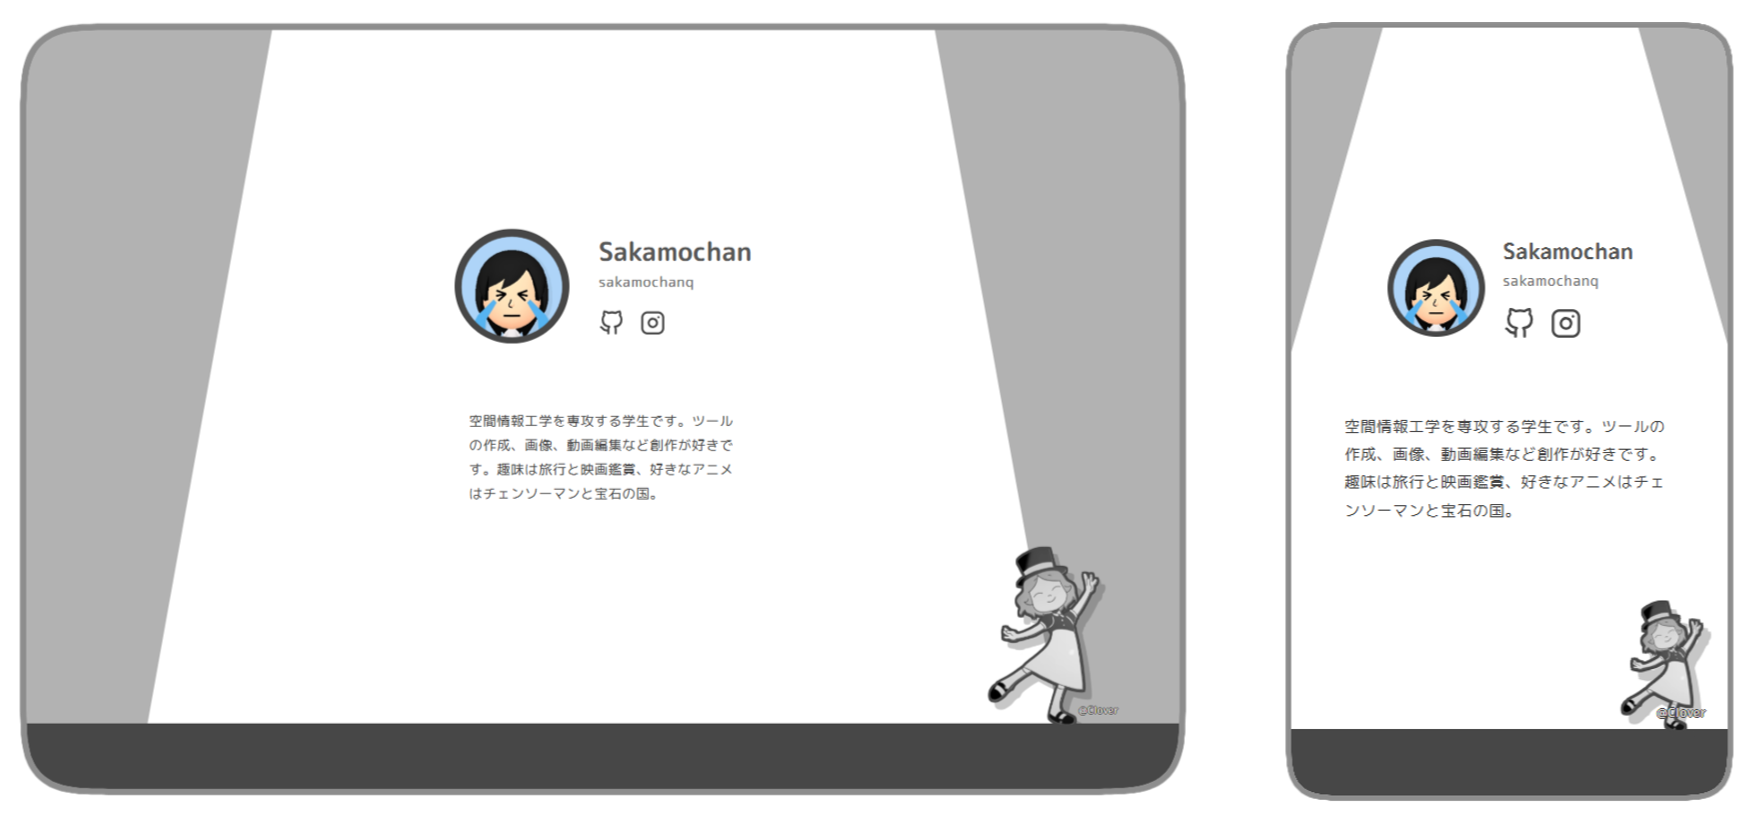 Sakamochan
sakamochanq
空間情報工学を専攻する学生です。ツール
の作成、画像、動画編集など創作が好きで
す。趣味は旅行と映画鑑賞、好きなアニメ
はチェンソーマンと宝石の国。
@Clover
Sakamochan
sakamochanq
空間情報工学を専攻する学生です。ツールの
作成、画像、動画編集など創作が好きです。
趣味は旅行と映画鑑賞、好きなアニメはチェ
ンソーマンと宝石の国。
@Clover